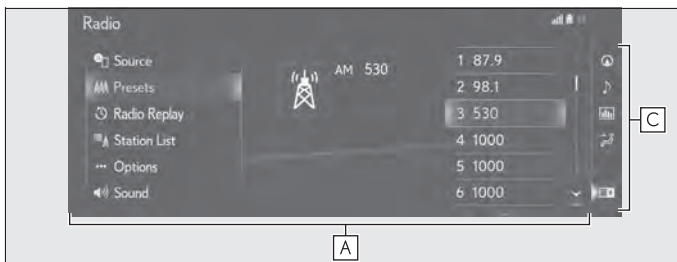 Radio
Source
Presets
Radio Replay
Station List
Options
Sound
AM 530
1 87.9
2 98.1
3 530
4 1000
5 1000
6 1000
A
C